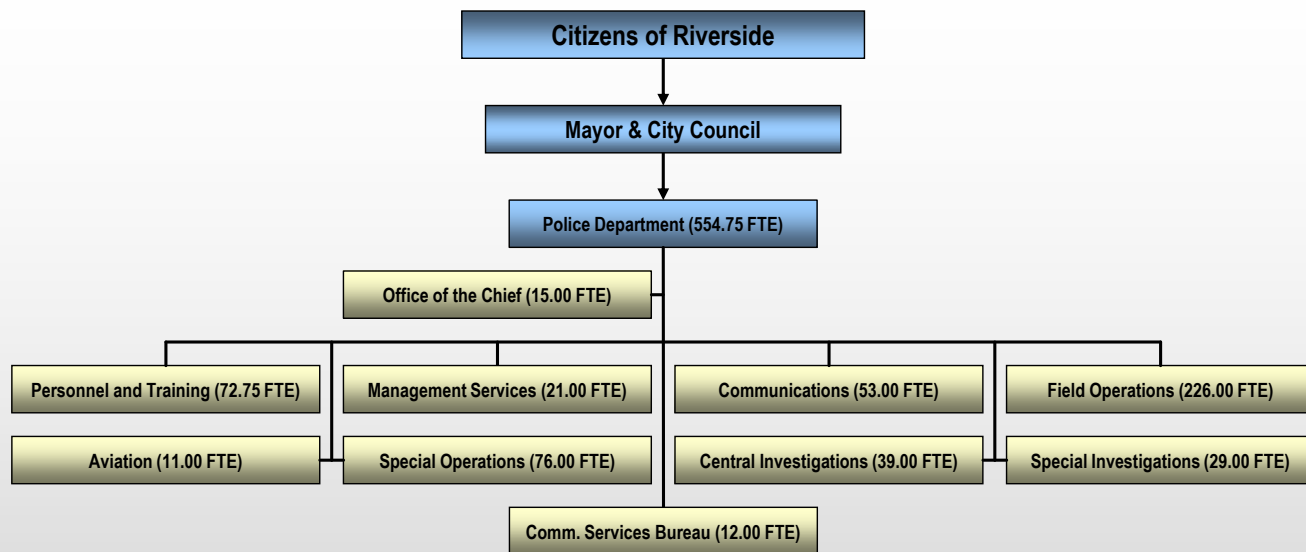 Citizens of Riverside
Mayor & City Council
Police Department (554.75 FTE)
Office of the Chief (15.00 FTE)
Personnel and Training (72.75 FTE)
Management Services (21.00 FTE)
Communications (53.00 FTE)
Field Operations (226.00 FTE)
Aviation (11.00 FTE)
Special Operations (76.00 FTE)
Central Investigations (39.00 FTE)
Special Investigations (29.00 FTE)
Comm. Services Bureau (12.00 FTE)